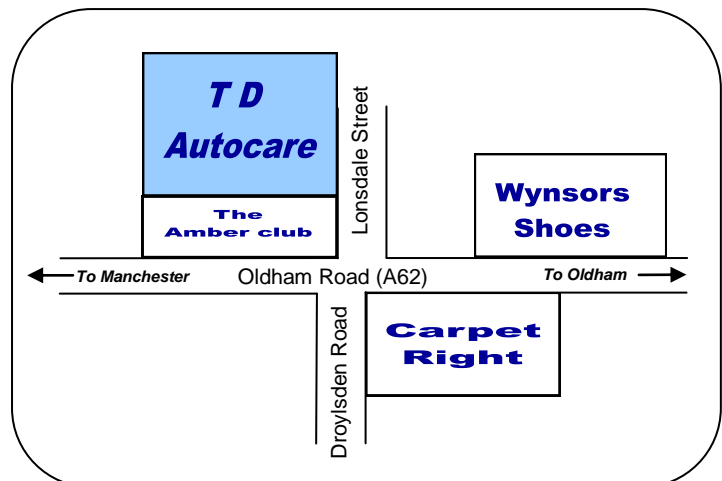 T D
Autocare
The
Amber club
Lonsdale Street
Wynsors
Shoes
To Manchester
Oldham Road (A62)
To Oldham
Carpet
Right
Droylsden Road